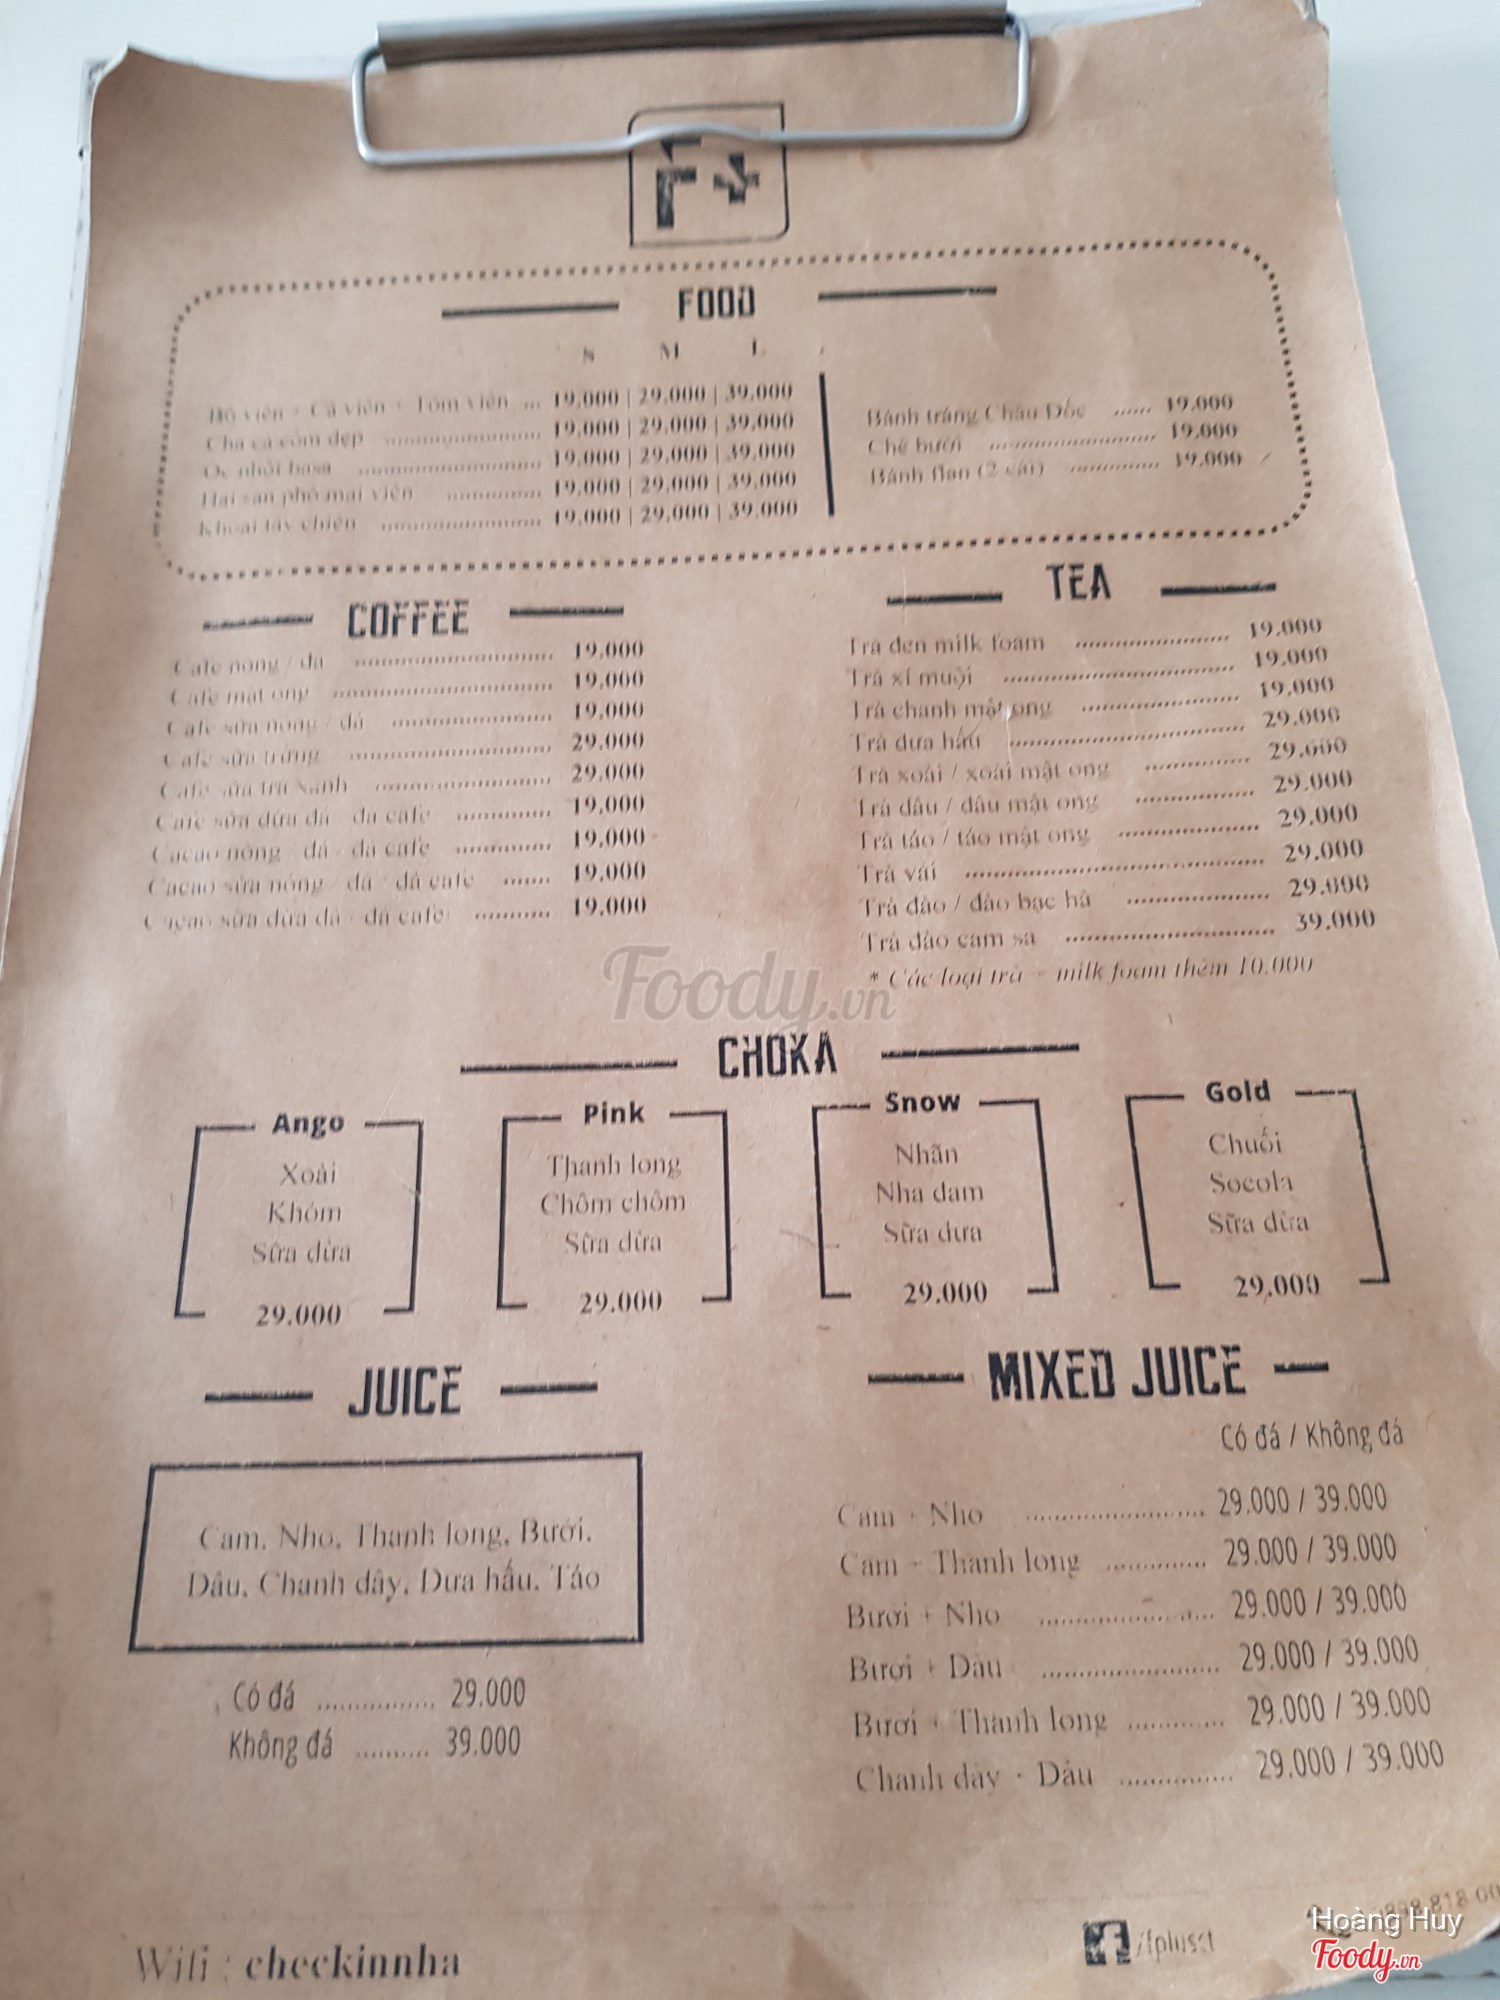 F+
FOOD
S M L
Bò viên + Cá viên + Tôm viên ... 19.000 | 29.000 | 39.000
Chả cá cốm dẹp ........ 19.000 | 29.000 | 39.000
Ốc nhồi basa ........ 19.000 | 29.000 | 39.000
Hải sản phô mai viên ........ 19.000 | 29.000 | 39.000
Khoai tây chiên ........ 19.000 | 29.000 | 39.000
Bánh tráng Châu Đốc ...... 19.000
Chè bưởi ........ 19.000
Bánh flan (2 cái) ........ 19.000
COFFEE
Cafe nóng / đá ........ 19.000
Cafe mật ong ........ 19.000
Cafe sữa nóng / đá ........ 19.000
Cafe sữa trứng ........ 29.000
Cafe sữa trà xanh ........ 29.000
Cafe sữa dừa đá - đá cafe ........ 19.000
Cacao nóng - đá - đá cafe ........ 19.000
Cacao sữa nóng - đá - đá cafe ...... 19.000
Cacao sữa dừa đá - đá cafe ........ 19.000
TEA
Trà đen milk foam ........ 19.000
Trà xí muội ........ 19.000
Trà chanh mật ong ........ 19.000
Trà dưa hấu ........ 29.000
Trà xoài / xoài mật ong ........ 29.000
Trà dâu / dâu mật ong ........ 29.000
Trà táo / táo mật ong ........ 29.000
Trà vải ........ 29.000
Trà đào / đào bạc hà ........ 29.000
Trà đào cam sả ........ 39.000
* Các loại trà + milk foam thêm 10.000
Foody.vn
CHOKA
Ango
Xoài
Khóm
Sữa dừa
29.000
Pink
Thanh long
Chôm chôm
Sữa dừa
29.000
Snow
Nhãn
Nha đam
Sữa dừa
29.000
Gold
Chuối
Socola
Sữa dừa
29.000
JUICE
Cam, Nho, Thanh long, Bưởi,
Dâu, Chanh dây, Dưa hấu, Táo
Có đá ........ 29.000
Không đá ........ 39.000
MIXED JUICE
Có đá / Không đá
Cam + Nho ........ 29.000 / 39.000
Cam + Thanh long ........ 29.000 / 39.000
Bưởi + Nho ........ 29.000 / 39.000
Bưởi + Dâu ........ 29.000 / 39.000
Bưởi + Thanh long ........ 29.000 / 39.000
Chanh dây + Dâu ........ 29.000 / 39.000
Wifi : checkinnha
/fplusct
Hoàng Huy
Foody.vn